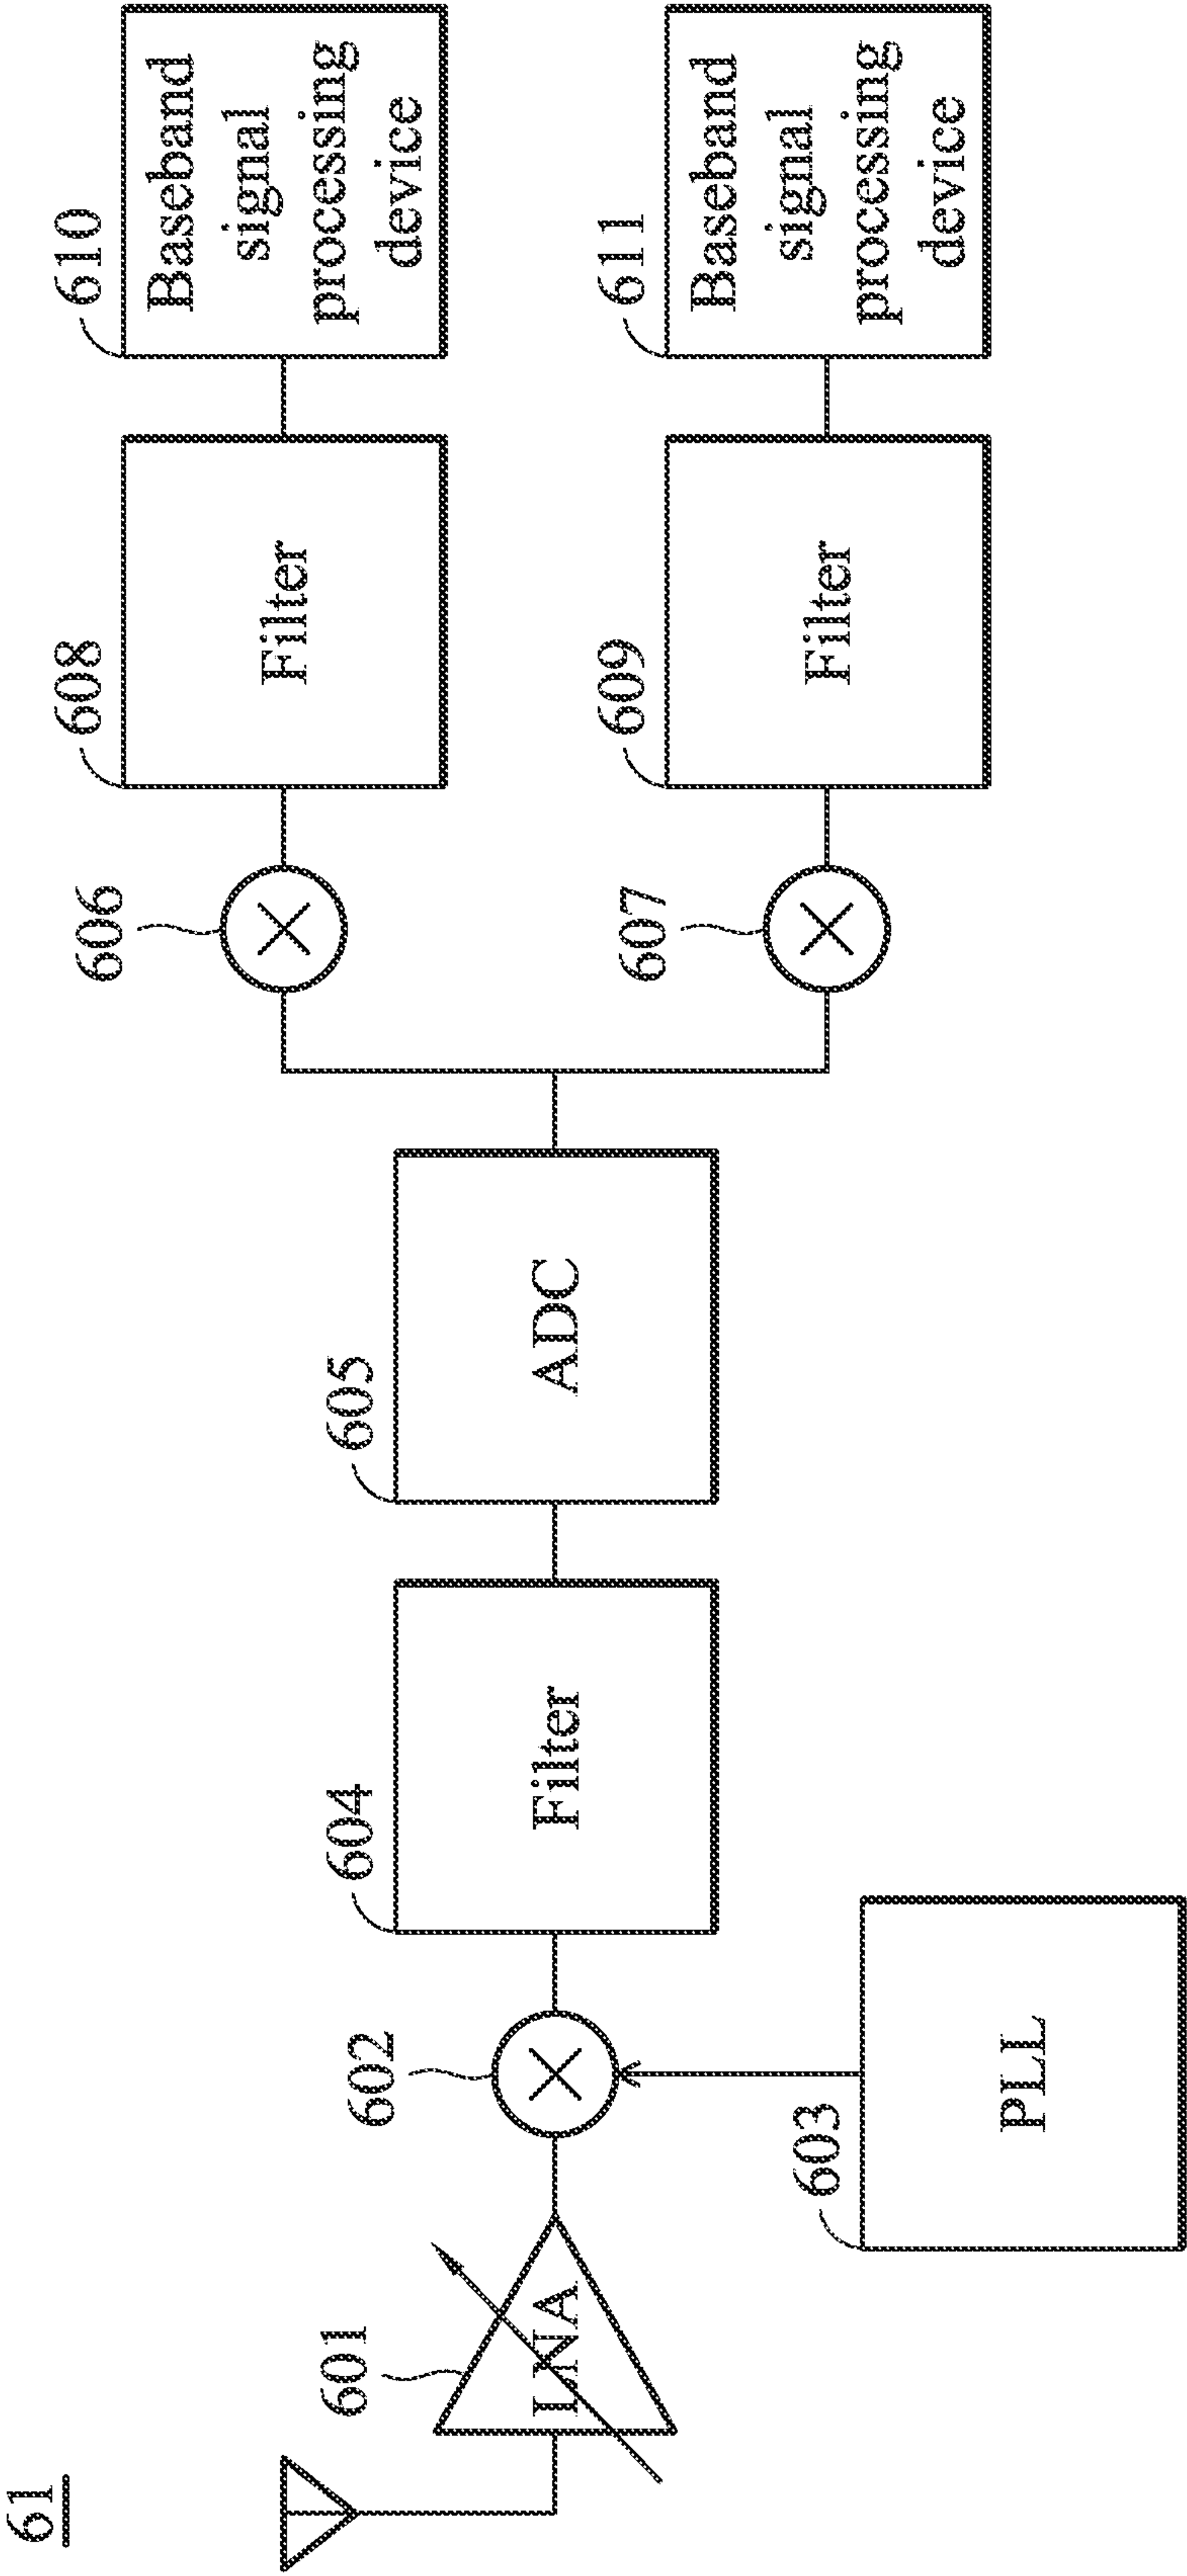 61
601
LNA
602
603
PLL
604
Filter
605
ADC
606
608
Filter
610
Baseband
signal
processing
device
607
609
Filter
611
Baseband
signal
processing
device